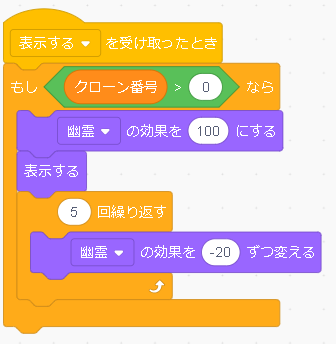 表示する を受け取ったとき
もし クローン番号 > 0 なら
幽霊 の効果を 100 にする
表示する
5 回繰り返す
幽霊 の効果を -20 ずつ変える